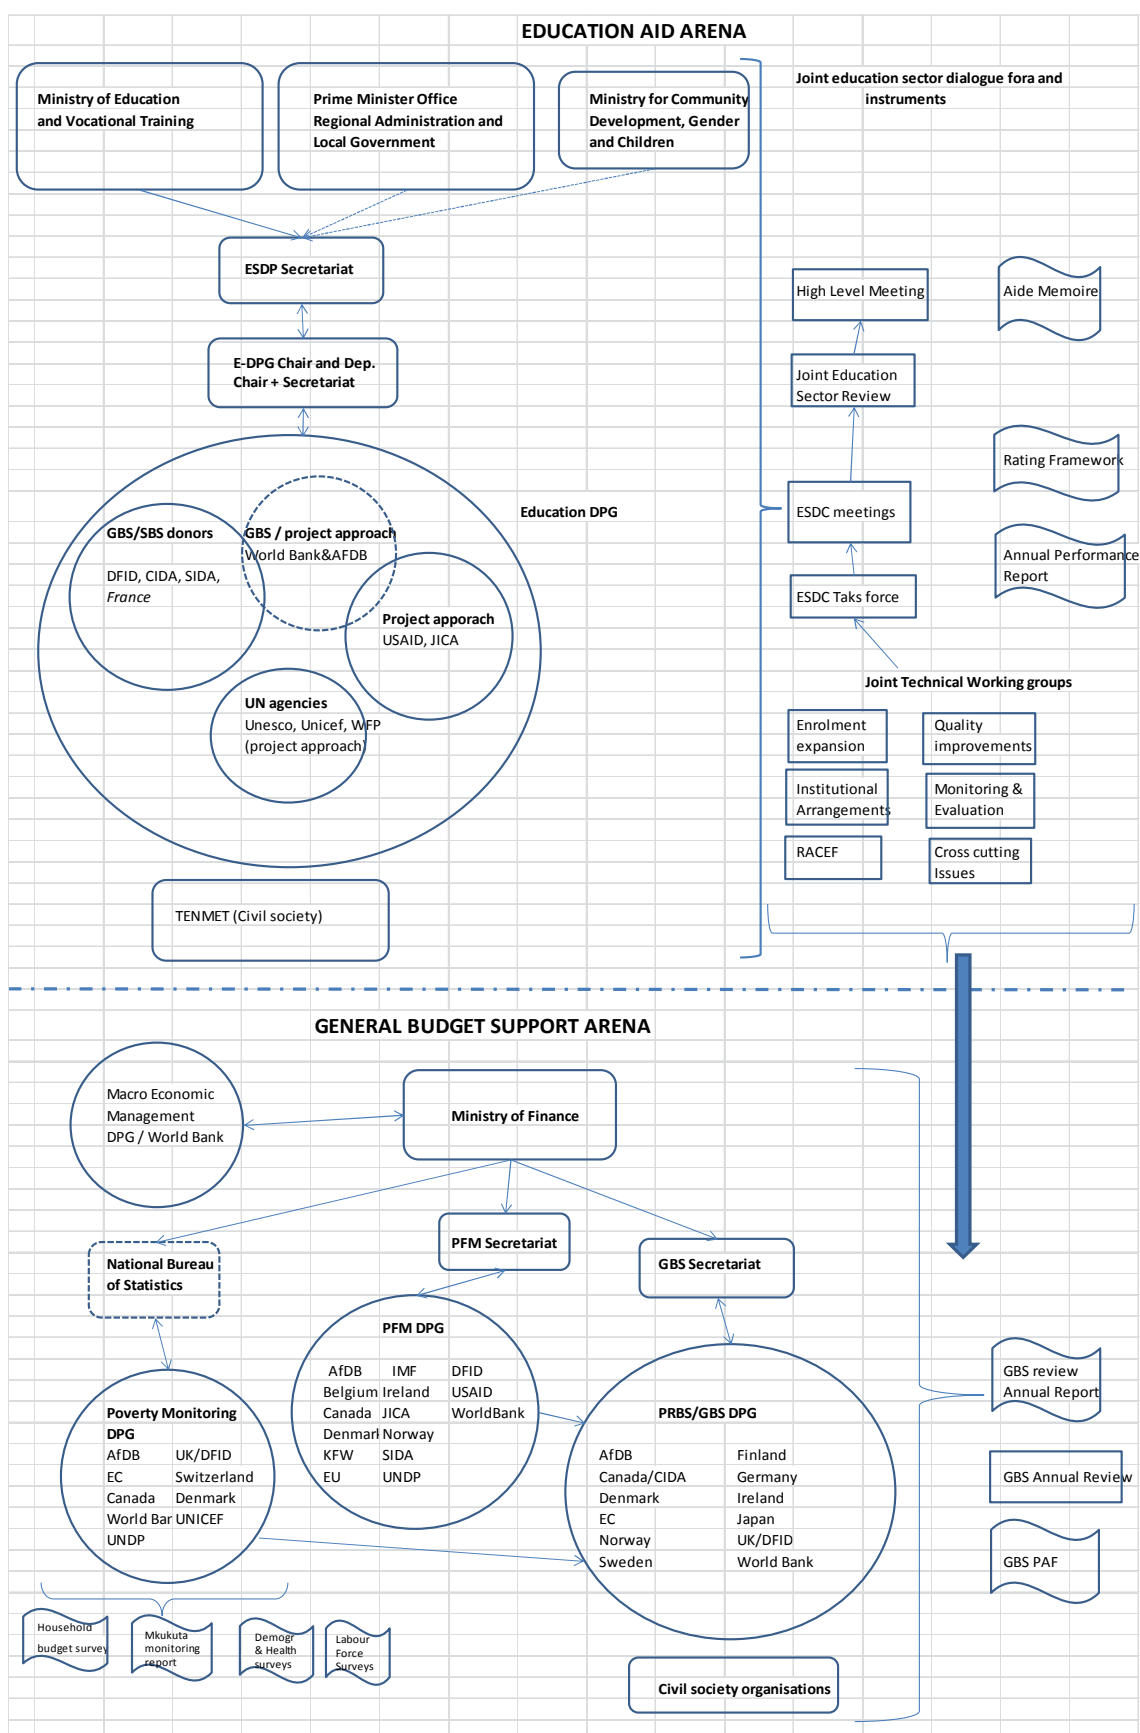 EDUCATION AID ARENA
Ministry of Education
and Vocational Training
Prime Minister Office
Regional Administration and
Local Government
Ministry for Community
Development, Gender
and Children
Joint education sector dialogue fora and
instruments
ESDP Secretariat
E-DPG Chair and Dep.
Chair + Secretariat
Education DPG
GBS/SBS donors
DFID, CIDA, SIDA,
France
GBS / project approach
World Bank&AFDB
Project apporach
USAID, JICA
UN agencies
Unesco, Unicef, WFP
(project approach)
TENMET (Civil society)
High Level Meeting
Aide Memoire
Joint Education
Sector Review
Rating Framework
ESDC meetings
Annual Performance
Report
ESDC Taks force
Joint Technical Working groups
Enrolment
expansion
Quality
improvements
Institutional
Arrangements
Monitoring &
Evaluation
RACEF
Cross cutting
Issues
GENERAL BUDGET SUPPORT ARENA
Macro Economic
Management
DPG / World Bank
Ministry of Finance
National Bureau
of Statistics
PFM Secretariat
GBS Secretariat
Poverty Monitoring
DPG
AfDB UK/DFID
EC Switzerland
Canada Denmark
World Bar UNICEF
UNDP
PFM DPG
AfDB IMF DFID
Belgium Ireland USAID
Canada JICA WorldBank
Denmark Norway
KFW SIDA
EU UNDP
PRBS/GBS DPG
AfDB Finland
Canada/CIDA Germany
Denmark Ireland
EC Japan
Norway UK/DFID
Sweden World Bank
GBS review
Annual Report
GBS Annual Review
GBS PAF
Household
budget survey
Mkukuta
monitoring
report
Demogr
& Health
surveys
Labour
Force
Surveys
Civil society organisations